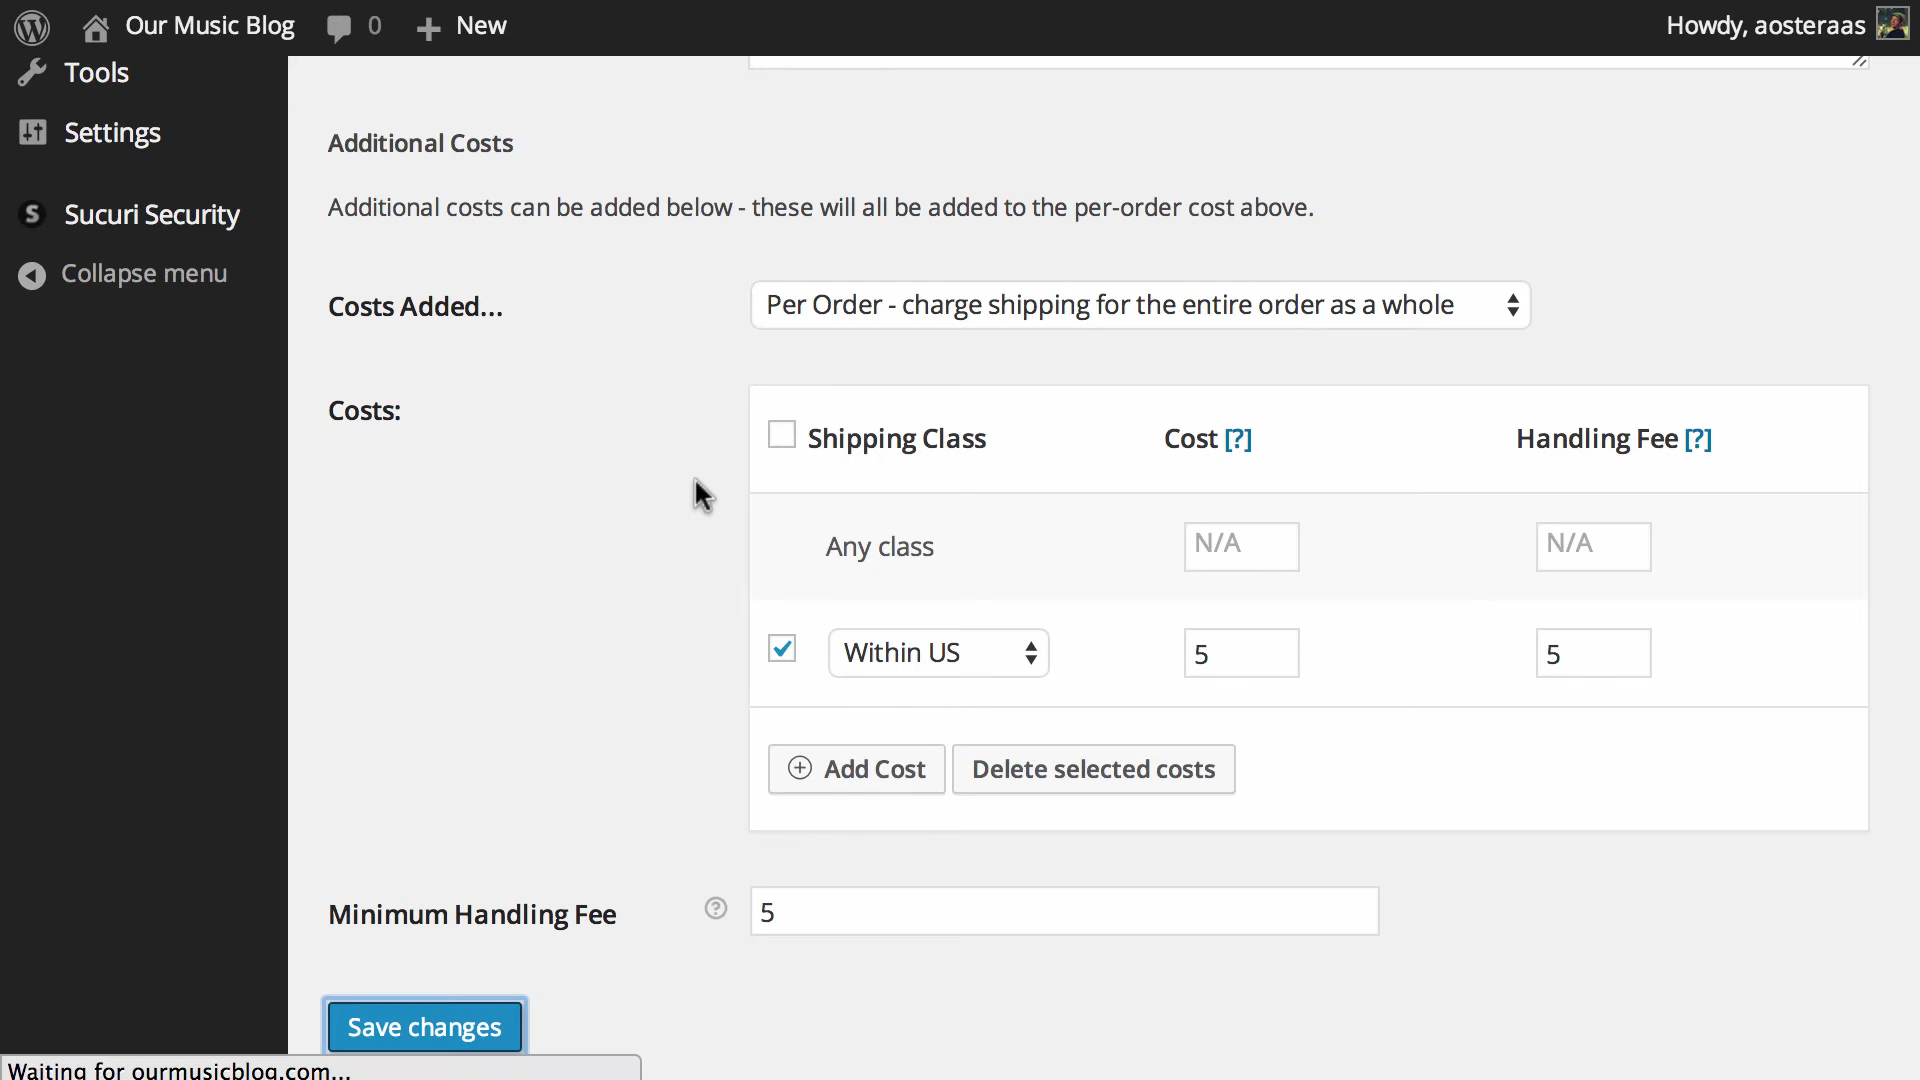 Our Music Blog 0 New Howdy, aosteraas
Tools
Settings
Sucuri Security
Collapse menu
Additional Costs
Additional costs can be added below - these will all be added to the per-order cost above.
Costs Added... Per Order - charge shipping for the entire order as a whole
Costs:
Shipping Class Cost [?] Handling Fee [?]
Any class N/A N/A
Within US 5 5
Add Cost Delete selected costs
Minimum Handling Fee ? 5
Save changes
Waiting for ourmusicblog.com...